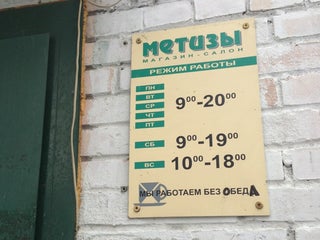 метизы
МАГАЗИН-САЛОН
РЕЖИМ РАБОТЫ
ПН
ВТ
СР 9⁰⁰-20⁰⁰
ЧТ
ПТ
СБ 9⁰⁰-19⁰⁰
ВС 10⁰⁰-18⁰⁰
МЫ РАБОТАЕМ БЕЗ ОБЕДА